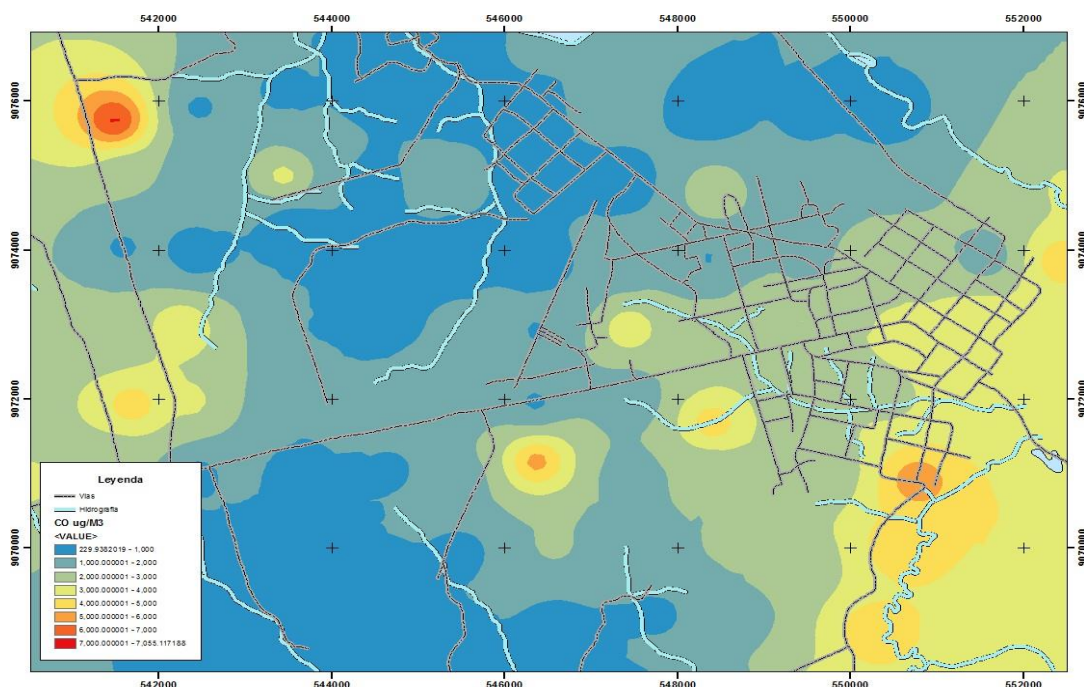 542000 544000 546000 548000 550000 552000
9076000 9076000
9074000 9074000
9072000 9072000
9070000 9070000
Leyenda
Vias
Hidrografía
CO ug/M3
<VALUE>
229.9382019 - 1,000
1,000.000001 - 2,000
2,000.000001 - 3,000
3,000.000001 - 4,000
4,000.000001 - 5,000
5,000.000001 - 6,000
6,000.000001 - 7,000
7,000.000001 - 7,055.117188
542000 544000 546000 548000 550000 552000